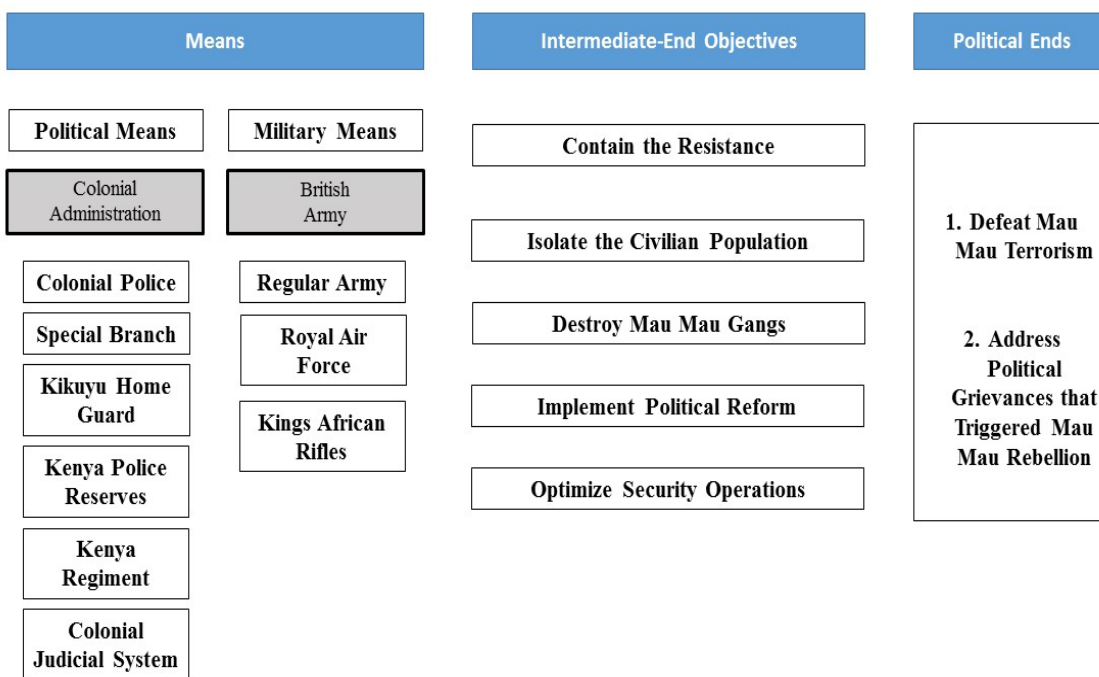 Means
Intermediate-End Objectives
Political Ends
Political Means
Military Means
Colonial
Administration
British
Army
Colonial Police
Special Branch
Kikuyu Home
Guard
Kenya Police
Reserves
Kenya
Regiment
Colonial
Judicial System
Regular Army
Royal Air
Force
Kings African
Rifles
Contain the Resistance
Isolate the Civilian Population
Destroy Mau Mau Gangs
Implement Political Reform
Optimize Security Operations
1. Defeat Mau
Mau Terrorism
2. Address
Political
Grievances that
Triggered Mau
Mau Rebellion